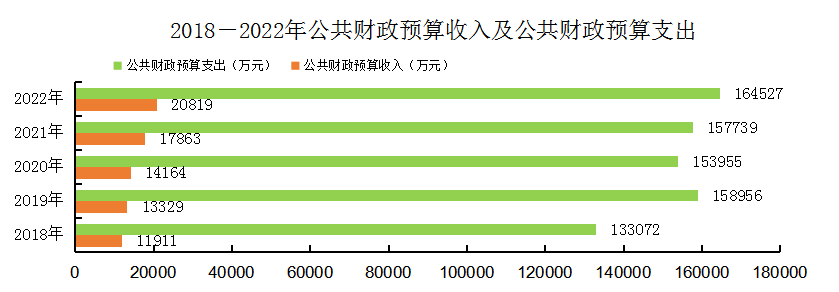 2018－2022年公共财政预算收入及公共财政预算支出
公共财政预算支出（万元） 公共财政预算收入（万元）
2022年 164527
20819
2021年 157739
17863
2020年 153955
14164
2019年 158956
13329
2018年 133072
11911
0 20000 40000 60000 80000 100000 120000 140000 160000 180000